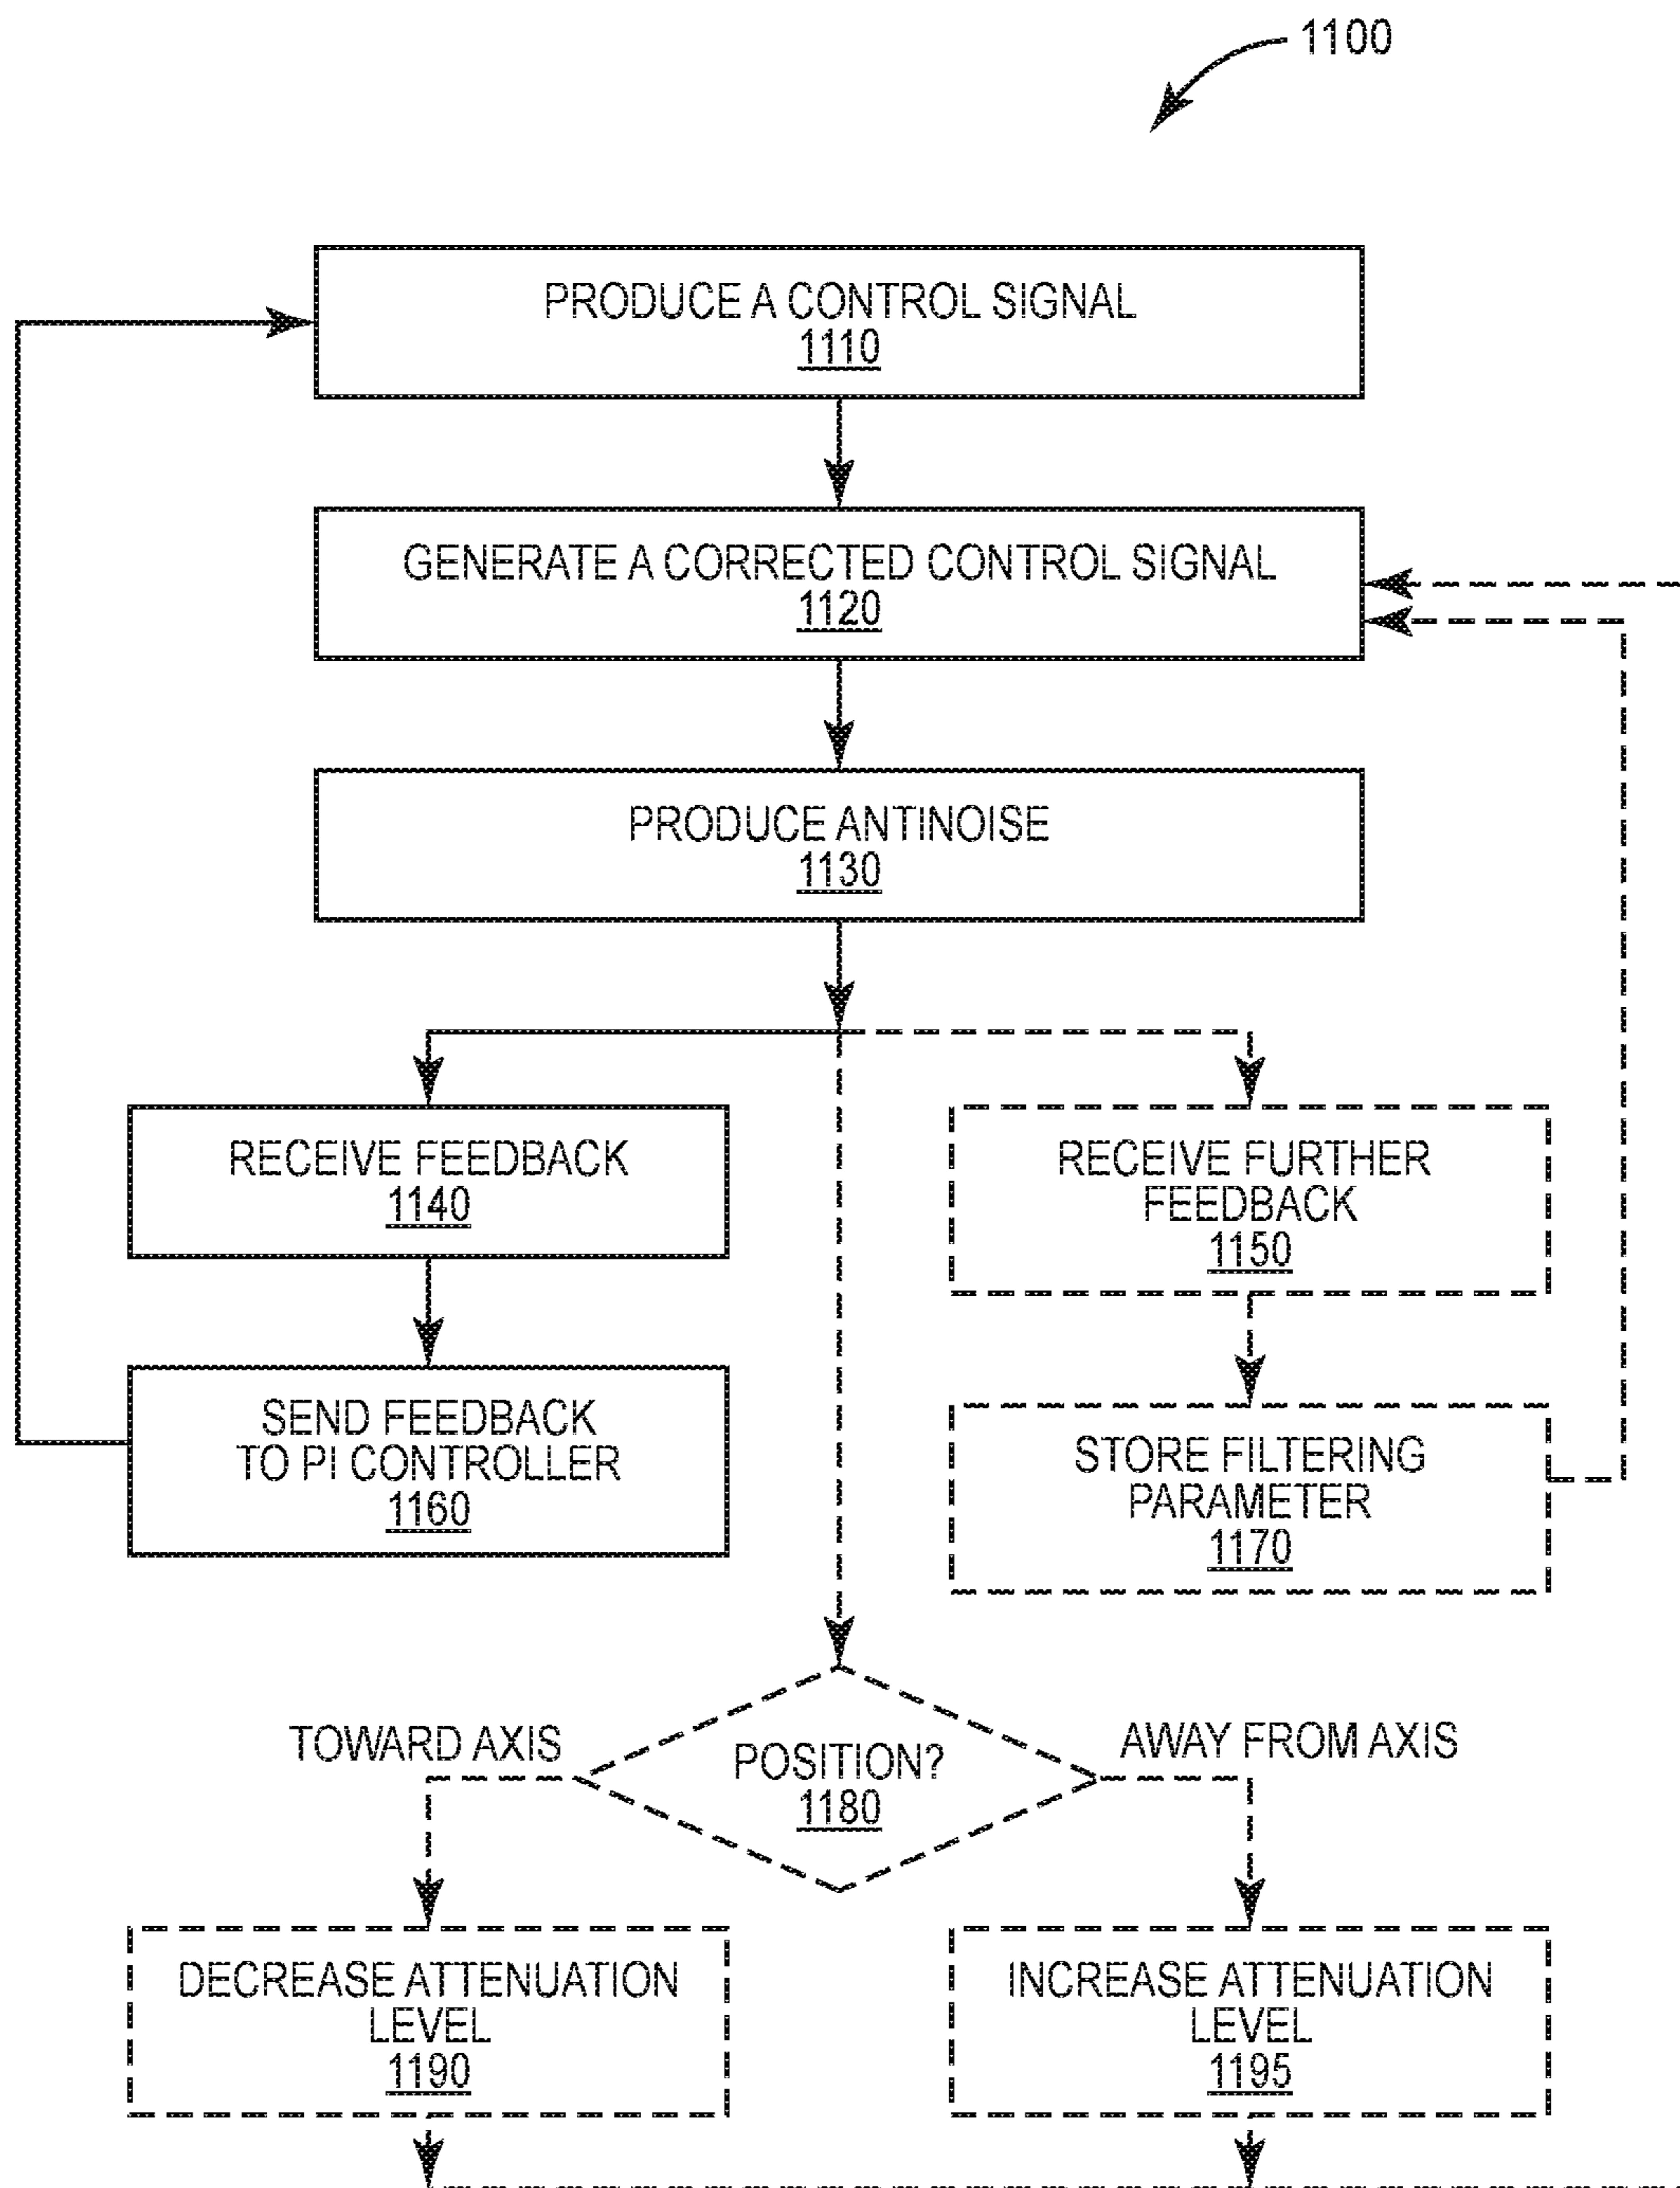 1100
PRODUCE A CONTROL SIGNAL
1110
GENERATE A CORRECTED CONTROL SIGNAL
1120
PRODUCE ANTINOISE
1130
RECEIVE FEEDBACK
1140
RECEIVE FURTHER
FEEDBACK
1150
SEND FEEDBACK
TO PI CONTROLLER
1160
STORE FILTERING
PARAMETER
1170
TOWARD AXIS
POSITION?
1180
AWAY FROM AXIS
DECREASE ATTENUATION
LEVEL
1190
INCREASE ATTENUATION
LEVEL
1195